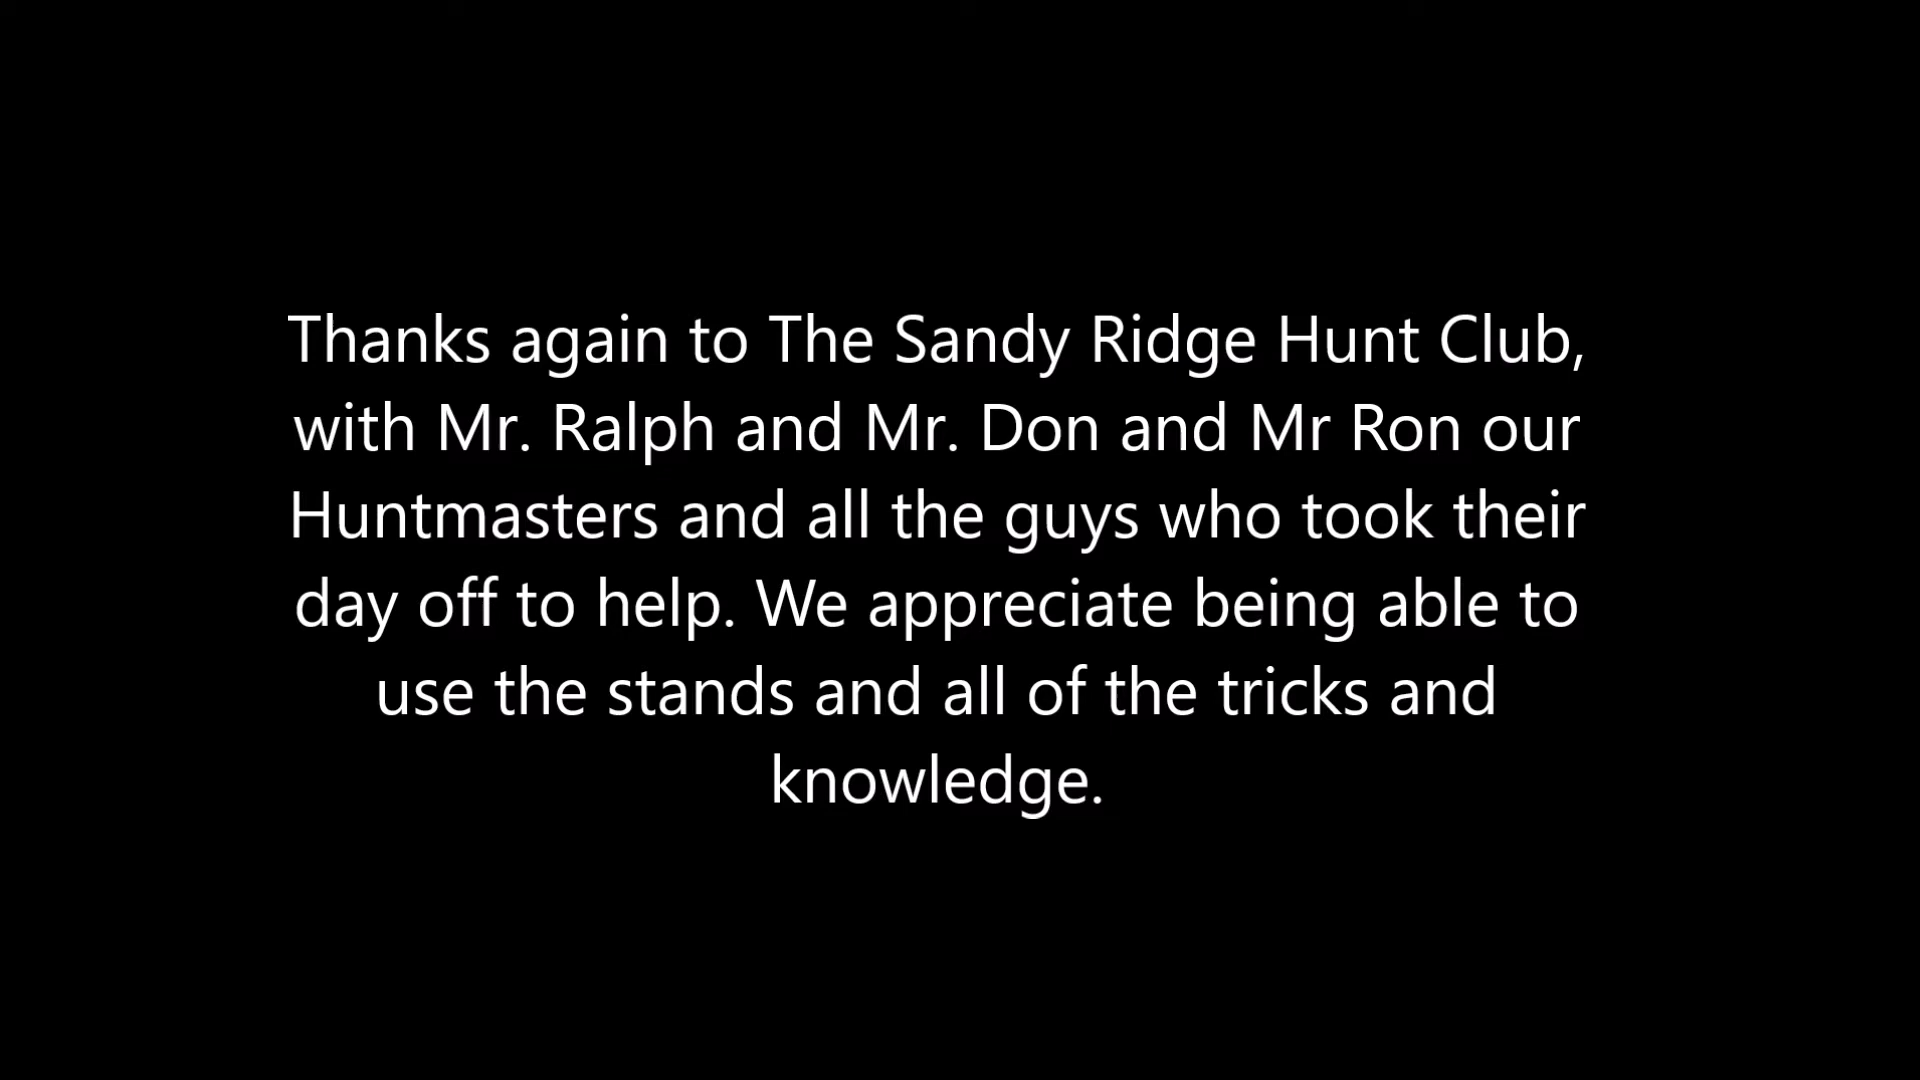 Thanks again to The Sandy Ridge Hunt Club,
with Mr. Ralph and Mr. Don and Mr Ron our
Huntmasters and all the guys who took their
day off to help. We appreciate being able to
use the stands and all of the tricks and
knowledge.